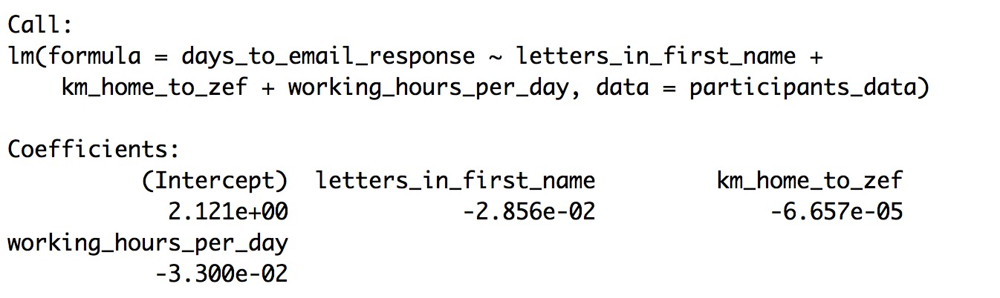 Call:
lm(formula = days_to_email_response ~ letters_in_first_name +
    km_home_to_zef + working_hours_per_day, data = participants_data)

Coefficients:
          (Intercept)  letters_in_first_name         km_home_to_zef
            2.121e+00             -2.856e-02             -6.657e-05
working_hours_per_day
           -3.300e-02